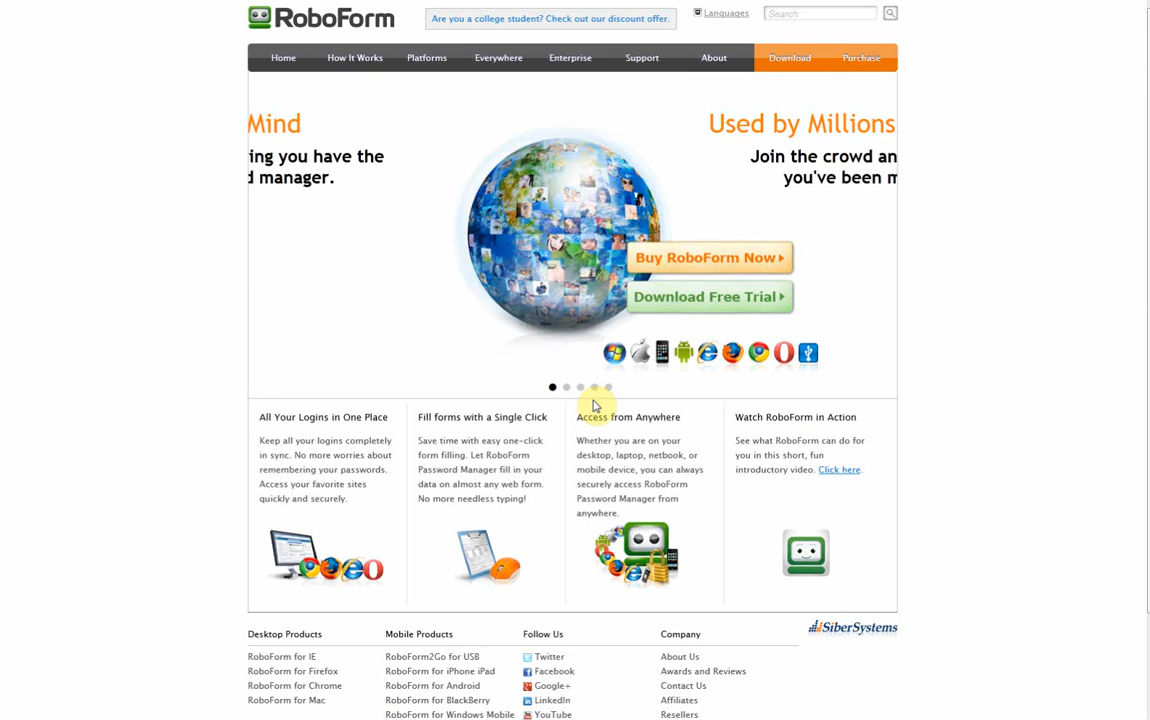 RoboForm
Are you a college student? Check out our discount offer.
Languages
Search
Home How It Works Platforms Everywhere Enterprise Support About Download Purchase
Mind
Used by Millions
ing you have the
d manager.
Join the crowd an
you've been m
Buy RoboForm Now
Download Free Trial
All Your Logins in One Place
Keep all your logins completely
in sync. No more worries about
remembering your passwords.
Access your favorite sites
quickly and securely.
Fill forms with a Single Click
Save time with easy one-click
form filling. Let RoboForm
Password Manager fill in your
data on almost any web form.
No more needless typing!
Access from Anywhere
Whether you are on your
desktop, laptop, netbook, or
mobile device, you can always
securely access RoboForm
Password Manager from
anywhere.
Watch RoboForm in Action
See what RoboForm can do for
you in this short, fun
introductory video. Click here.
SiberSystems
Desktop Products
RoboForm for IE
RoboForm for Firefox
RoboForm for Chrome
RoboForm for Mac
Mobile Products
RoboForm2Go for USB
RoboForm for iPhone iPad
RoboForm for Android
RoboForm for BlackBerry
RoboForm for Windows Mobile
Follow Us
Twitter
Facebook
Google+
LinkedIn
YouTube
Company
About Us
Awards and Reviews
Contact Us
Affiliates
Resellers